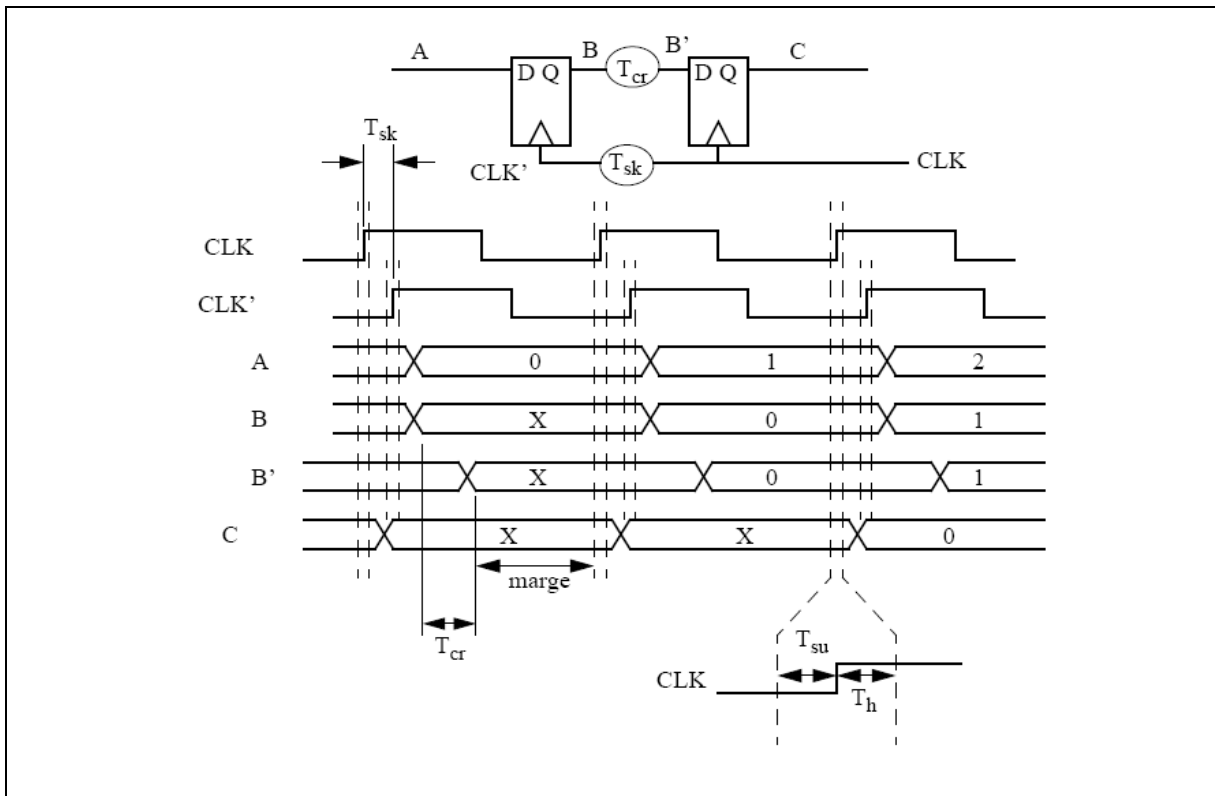 A B B’ C
D Q T_cr D Q
T_sk
CLK’ T_sk CLK
CLK
CLK’
A 0 1 2
B X 0 1
B’ X 0 1
C X X 0
marge
T_cr T_su
CLK T_h